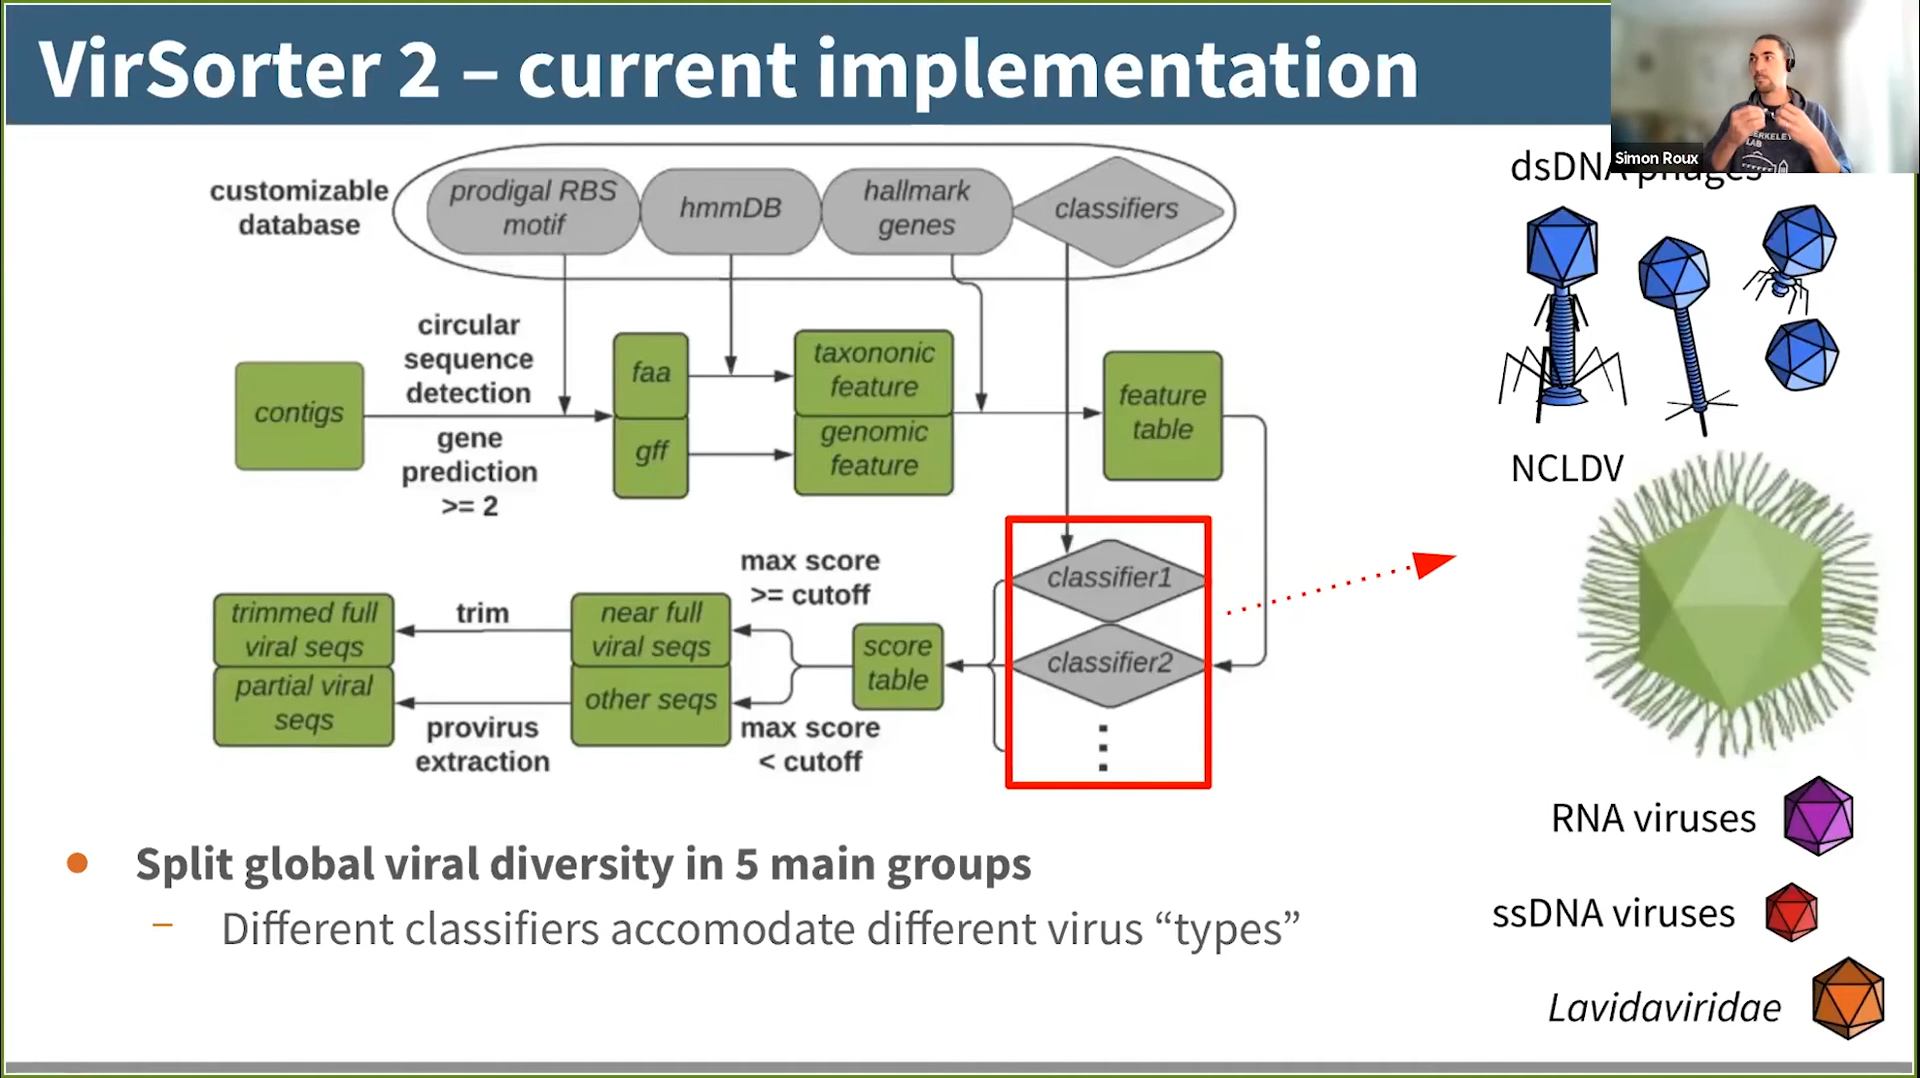 VirSorter 2 – current implementation
Simon Roux
BERKELEY
LAB
customizable
database
prodigal RBS
motif
hmmDB
hallmark
genes
classifiers
circular
sequence
detection
contigs
gene
prediction
>= 2
faa
gff
taxononic
feature
genomic
feature
feature
table
classifier1
classifier2
max score
>= cutoff
score
table
max score
< cutoff
near full
viral seqs
other seqs
trim
provirus
extraction
trimmed full
viral seqs
partial viral
seqs
dsDNA phages
NCLDV
RNA viruses
ssDNA viruses
Lavidaviridae
● Split global viral diversity in 5 main groups
– Different classifiers accomodate different virus “types”